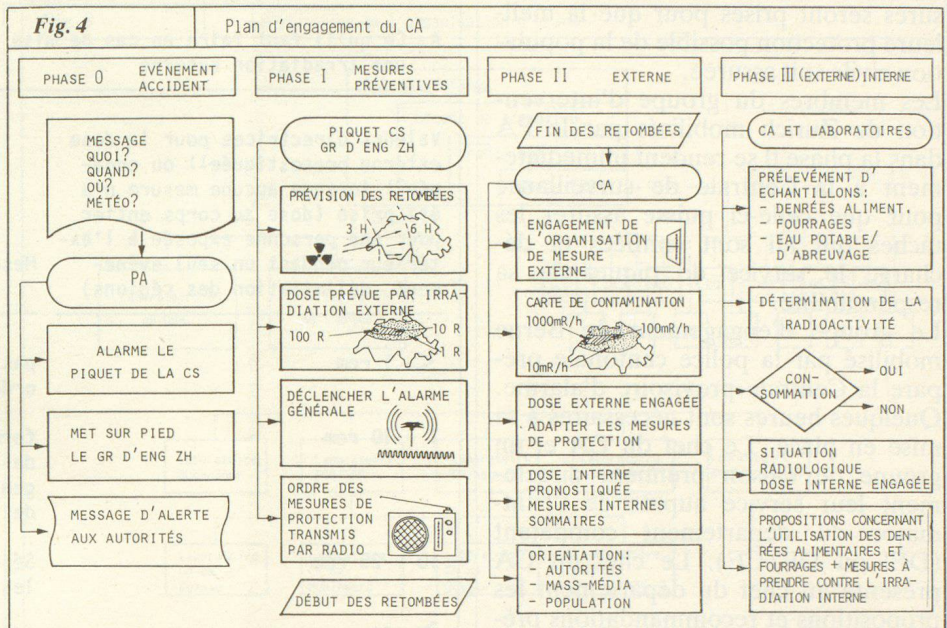 Fig. 4
Plan d'engagement du CA
PHASE 0
EVÉNEMENT
ACCIDENT
MESSAGE
QUOI?
QUAND?
OÙ?
MÉTÉO?
PA
ALARME LE
PIQUET DE LA CS
MET SUR PIED
LE GR D'ENG ZH
MESSAGE D'ALERTE
AUX AUTORITÉS
PHASE I
MESURES
PRÉVENTIVES
PIQUET CS
GR D'ENG ZH
PRÉVISION DES RETOMBÉES
3 H
6 H
DOSE PRÉVUE PAR IRRA-
DIATION EXTERNE
100 R
10 R
1 R
DÉCLENCHER L'ALARME
GÉNÉRALE
ORDRE DES
MESURES DE
PROTECTION
TRANSMIS
PAR RADIO
DÉBUT DES RETOMBÉES
PHASE II
EXTERNE
FIN DES RETOMBÉES
CA
ENGAGEMENT DE
L'ORGANISATION
DE MESURE
EXTERNE
CARTE DE CONTAMINATION
1000mR/h
100mR/h
10mR/h
DOSE EXTERNE ENGAGÉE
ADAPTER LES MESURES
DE PROTECTION
DOSE INTERNE
PRONOSTIQUÉE
MESURES INTERNES
SOMMAIRES
ORIENTATION:
- AUTORITÉS
- MASS-MÉDIA
- POPULATION
PHASE III (EXTERNE) INTERNE
CA ET LABORATOIRES
PRÉLÈVEMENT D'
ECHANTILLONS:
- DENRÉES ALIMENT.
- FOURRAGES
- EAU POTABLE/
D'ABREUVAGE
DÉTERMINATION DE LA
RADIOACTIVITÉ
CON-
SOMMATION
OUI
NON
SITUATION
RADIOLOGIQUE
DOSE INTERNE ENGAGÉE
PROPOSITIONS CONCERNANT
L'UTILISATION DES DEN-
RÉES ALIMENTAIRES ET
FOURRAGES + MESURES À
PRENDRE CONTRE L'IRRA-
DIATION INTERNE